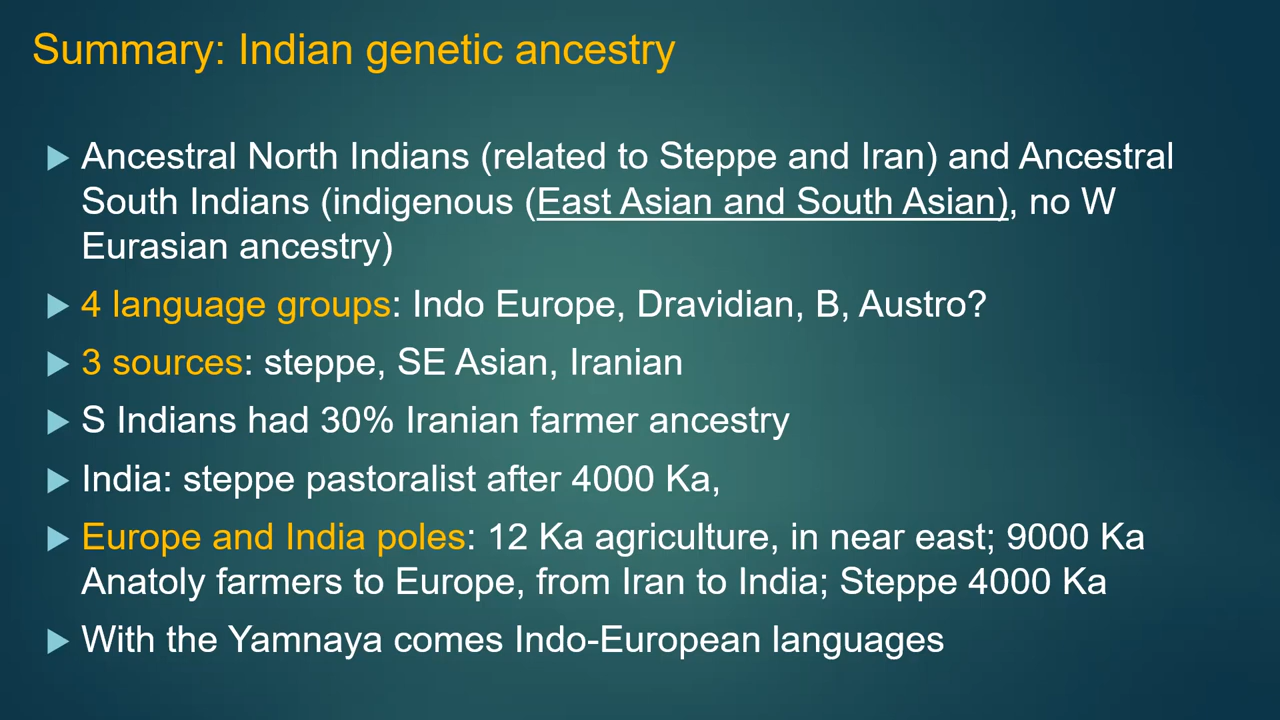 Summary: Indian genetic ancestry
Ancestral North Indians (related to Steppe and Iran) and Ancestral
South Indians (indigenous (East Asian and South Asian), no W
Eurasian ancestry)
4 language groups: Indo Europe, Dravidian, B, Austro?
3 sources: steppe, SE Asian, Iranian
S Indians had 30% Iranian farmer ancestry
India: steppe pastoralist after 4000 Ka,
Europe and India poles: 12 Ka agriculture, in near east; 9000 Ka
Anatoly farmers to Europe, from Iran to India; Steppe 4000 Ka
With the Yamnaya comes Indo-European languages